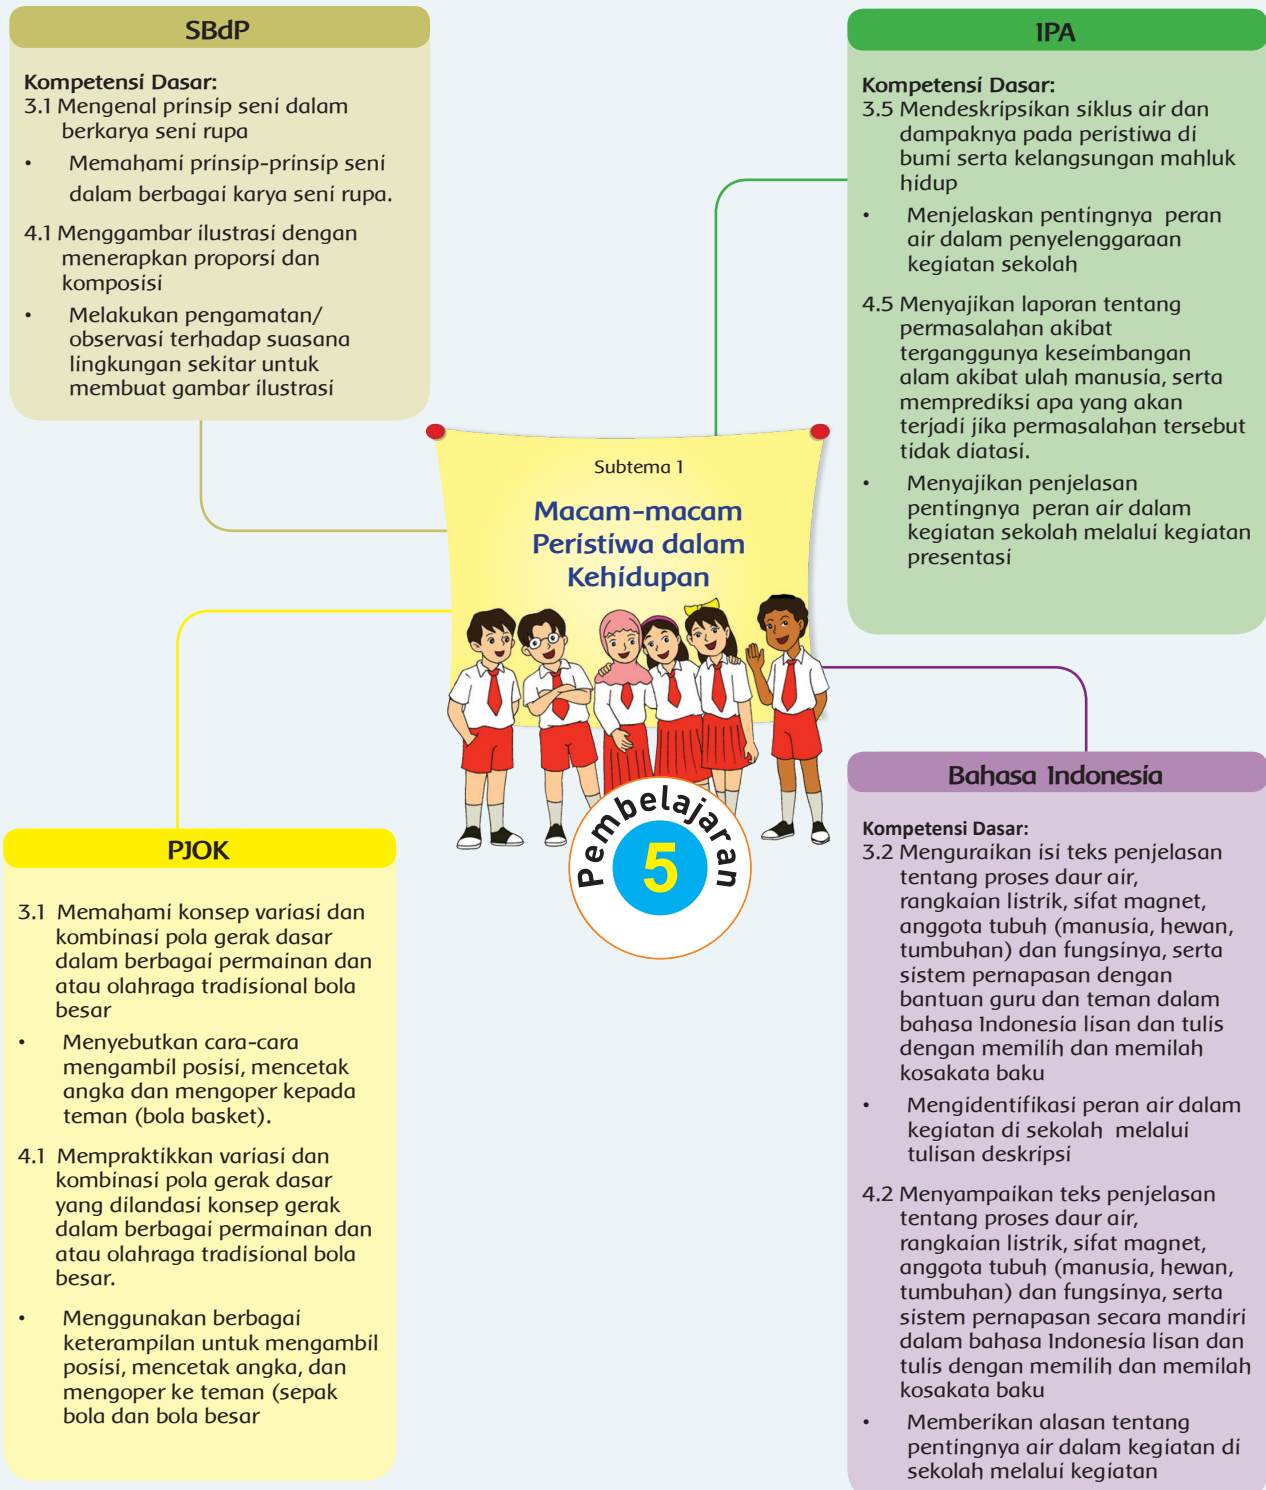 SBdP
Kompetensi Dasar:
3.1 Mengenal prinsip seni dalam
berkarya seni rupa
• Memahami prinsip-prinsip seni
dalam berbagai karya seni rupa.
4.1 Menggambar ilustrasi dengan
menerapkan proporsi dan
komposisi
• Melakukan pengamatan/
observasi terhadap suasana
lingkungan sekitar untuk
membuat gambar ilustrasi
IPA
Kompetensi Dasar:
3.5 Mendeskripsikan siklus air dan
dampaknya pada peristiwa di
bumi serta kelangsungan mahluk
hidup
• Menjelaskan pentingnya peran
air dalam penyelenggaraan
kegiatan sekolah
4.5 Menyajikan laporan tentang
permasalahan akibat
terganggunya keseimbangan
alam akibat ulah manusia, serta
memprediksi apa yang akan
terjadi jika permasalahan tersebut
tidak diatasi.
• Menyajikan penjelasan
pentingnya peran air dalam
kegiatan sekolah melalui kegiatan
presentasi
Subtema 1
Macam-macam
Peristiwa dalam
Kehidupan
Pembelajaran
5
PJOK
3.1 Memahami konsep variasi dan
kombinasi pola gerak dasar
dalam berbagai permainan dan
atau olahraga tradisional bola
besar
• Menyebutkan cara-cara
mengambil posisi, mencetak
angka dan mengoper kepada
teman (bola basket).
4.1 Mempraktikkan variasi dan
kombinasi pola gerak dasar
yang dilandasi konsep gerak
dalam berbagai permainan dan
atau olahraga tradisional bola
besar.
• Menggunakan berbagai
keterampilan untuk mengambil
posisi, mencetak angka, dan
mengoper ke teman (sepak
bola dan bola besar
Bahasa Indonesia
Kompetensi Dasar:
3.2 Menguraikan isi teks penjelasan
tentang proses daur air,
rangkaian listrik, sifat magnet,
anggota tubuh (manusia, hewan,
tumbuhan) dan fungsinya, serta
sistem pernapasan dengan
bantuan guru dan teman dalam
bahasa Indonesia lisan dan tulis
dengan memilih dan memilah
kosakata baku
• Mengidentifikasi peran air dalam
kegiatan di sekolah melalui
tulisan deskripsi
4.2 Menyampaikan teks penjelasan
tentang proses daur air,
rangkaian listrik, sifat magnet,
anggota tubuh (manusia, hewan,
tumbuhan) dan fungsinya, serta
sistem pernapasan secara mandiri
dalam bahasa Indonesia lisan dan
tulis dengan memilih dan memilah
kosakata baku
• Memberikan alasan tentang
pentingnya air dalam kegiatan di
sekolah melalui kegiatan